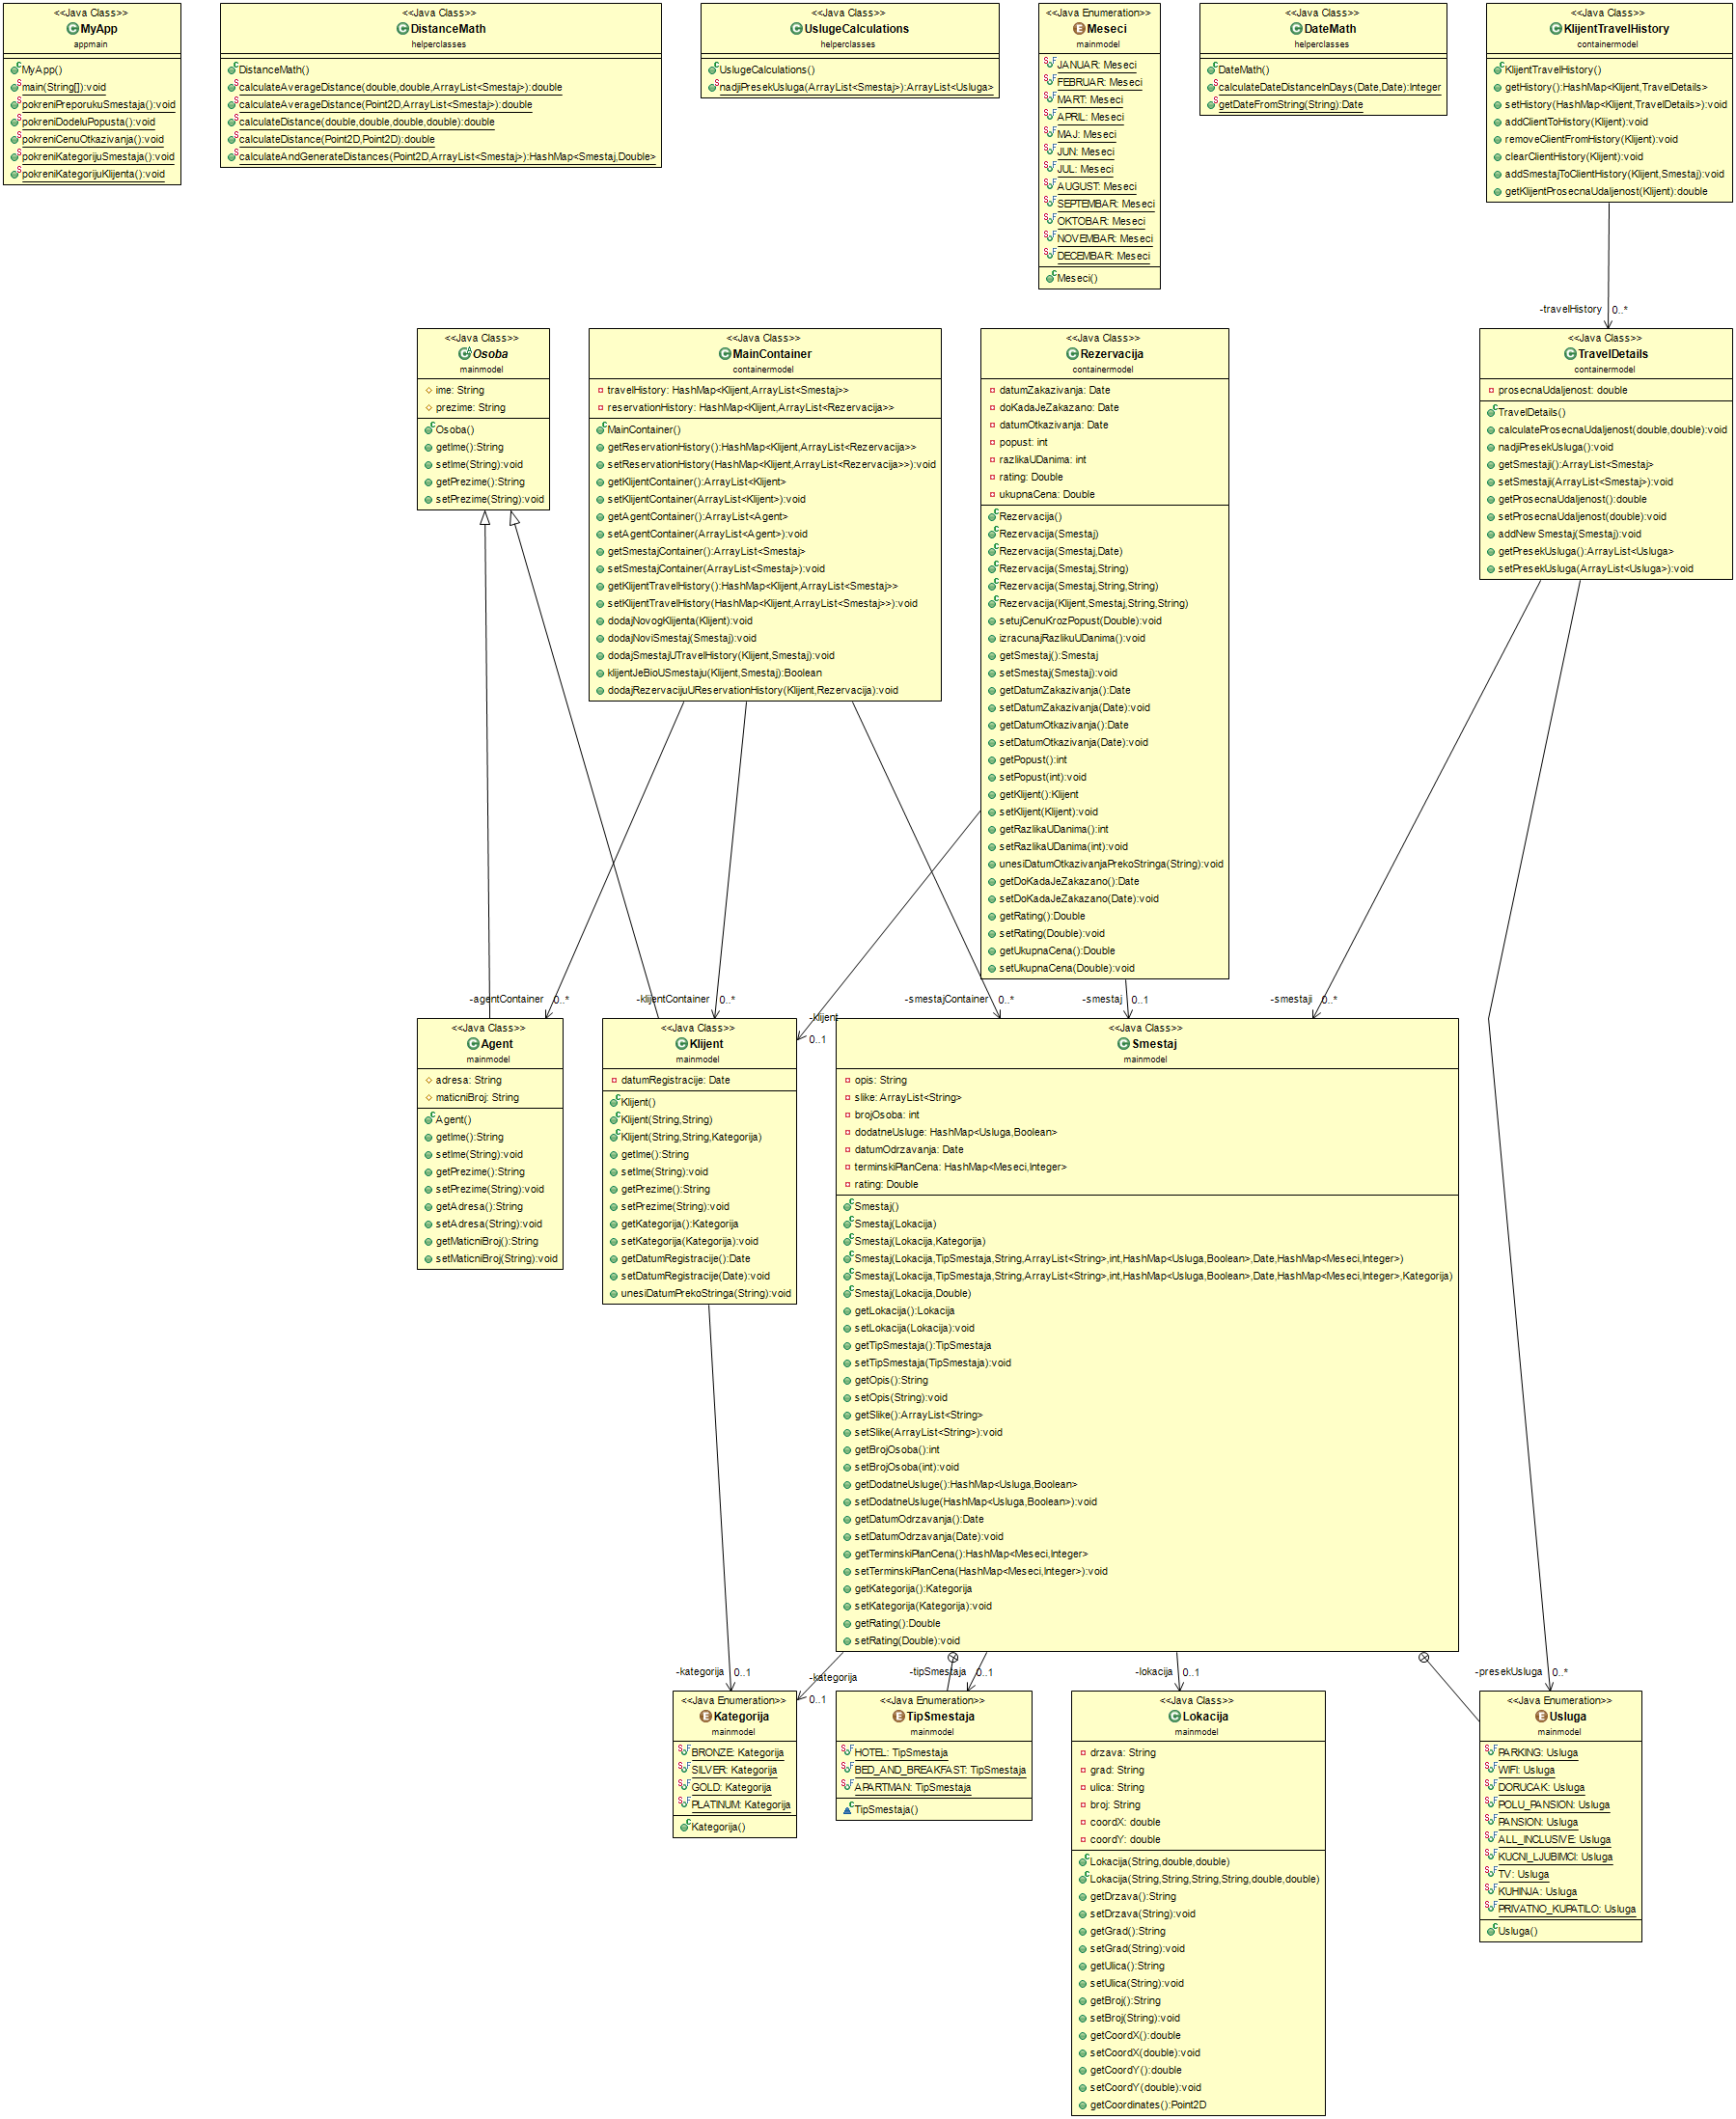 <<Java Class>>
MyApp
appmain
MyApp()
main(String[]):void
pokreniPreporukuSmestaja():void
pokreniDodeluPopusta():void
pokreniCenuOtkazivanja():void
pokreniKategorijuSmestaja():void
pokreniKategorijuKlijenta():void
<<Java Class>>
DistanceMath
helperclasses
DistanceMath()
calculateAverageDistance(double,double,ArrayList<Smestaj>):double
calculateAverageDistance(Point2D,ArrayList<Smestaj>):double
calculateDistance(double,double,double,double):double
calculateDistance(Point2D,Point2D):double
calculateAndGenerateDistances(Point2D,ArrayList<Smestaj>):HashMap<Smestaj,Double>
<<Java Class>>
UslugeCalculations
helperclasses
UslugeCalculations()
nadjiPresekUsluga(ArrayList<Smestaj>):ArrayList<Usluga>
<<Java Enumeration>>
Meseci
mainmodel
JANUAR: Meseci
FEBRUAR: Meseci
MART: Meseci
APRIL: Meseci
MAJ: Meseci
JUN: Meseci
JUL: Meseci
AUGUST: Meseci
SEPTEMBAR: Meseci
OKTOBAR: Meseci
NOVEMBAR: Meseci
DECEMBAR: Meseci
Meseci()
<<Java Class>>
DateMath
helperclasses
DateMath()
calculateDateDistanceInDays(Date,Date):Integer
getDateFromString(String):Date
<<Java Class>>
KlijentTravelHistory
containermodel
KlijentTravelHistory()
getHistory():HashMap<Klijent,TravelDetails>
setHistory(HashMap<Klijent,TravelDetails>):void
addClientToHistory(Klijent):void
removeClientFromHistory(Klijent):void
clearClientHistory(Klijent):void
addSmestajToClientHistory(Klijent,Smestaj):void
getKlijentProsecnaUdaljenost(Klijent):double
-travelHistory 0..*
<<Java Class>>
Osoba
mainmodel
ime: String
prezime: String
Osoba()
getIme():String
setIme(String):void
getPrezime():String
setPrezime(String):void
<<Java Class>>
MainContainer
containermodel
travelHistory: HashMap<Klijent,ArrayList<Smestaj>>
reservationHistory: HashMap<Klijent,ArrayList<Rezervacija>>
MainContainer()
getReservationHistory():HashMap<Klijent,ArrayList<Rezervacija>>
setReservationHistory(HashMap<Klijent,ArrayList<Rezervacija>>):void
getKlijentContainer():ArrayList<Klijent>
setKlijentContainer(ArrayList<Klijent>):void
getAgentContainer():ArrayList<Agent>
setAgentContainer(ArrayList<Agent>):void
getSmestajContainer():ArrayList<Smestaj>
setSmestajContainer(ArrayList<Smestaj>):void
getKlijentTravelHistory():HashMap<Klijent,ArrayList<Smestaj>>
setKlijentTravelHistory(HashMap<Klijent,ArrayList<Smestaj>>):void
dodajNovogKlijenta(Klijent):void
dodajNoviSmestaj(Smestaj):void
dodajSmestajUTravelHistory(Klijent,Smestaj):void
klijentJeBioUSmestaju(Klijent,Smestaj):Boolean
dodajRezervacijuUReservationHistory(Klijent,Rezervacija):void
<<Java Class>>
Rezervacija
containermodel
datumZakazivanja: Date
doKadaJeZakazano: Date
datumOtkazivanja: Date
popust: int
razlikaUDanima: int
rating: Double
ukupnaCena: Double
Rezervacija()
Rezervacija(Smestaj)
Rezervacija(Smestaj,Date)
Rezervacija(Smestaj,String)
Rezervacija(Smestaj,String,String)
Rezervacija(Klijent,Smestaj,String,String)
setujCenuKrozPopust(Double):void
izracunajRazlikuUDanima():void
getSmestaj():Smestaj
setSmestaj(Smestaj):void
getDatumZakazivanja():Date
setDatumZakazivanja(Date):void
getDatumOtkazivanja():Date
setDatumOtkazivanja(Date):void
getPopust():int
setPopust(int):void
getKlijent():Klijent
setKlijent(Klijent):void
getRazlikaUDanima():int
setRazlikaUDanima(int):void
unesiDatumOtkazivanjaPrekoStringa(String):void
getDoKadaJeZakazano():Date
setDoKadaJeZakazano(Date):void
getRating():Double
setRating(Double):void
getUkupnaCena():Double
setUkupnaCena(Double):void
<<Java Class>>
TravelDetails
containermodel
prosecnaUdaljenost: double
TravelDetails()
calculateProsecnaUdaljenost(double,double):void
nadjiPresekUsluga():void
getSmestaji():ArrayList<Smestaj>
setSmestaji(ArrayList<Smestaj>):void
getProsecnaUdaljenost():double
setProsecnaUdaljenost(double):void
addNewSmestaj(Smestaj):void
getPresekUsluga():ArrayList<Usluga>
setPresekUsluga(ArrayList<Usluga>):void
-agentContainer 0..*
-klijentContainer 0..*
-smestajContainer 0..*
-smestaj 0..1
-smestaji 0..*
-klijent
0..1
<<Java Class>>
Agent
mainmodel
adresa: String
maticniBroj: String
Agent()
getIme():String
setIme(String):void
getPrezime():String
setPrezime(String):void
getAdresa():String
setAdresa(String):void
getMaticniBroj():String
setMaticniBroj(String):void
<<Java Class>>
Klijent
mainmodel
datumRegistracije: Date
Klijent()
Klijent(String,String)
Klijent(String,String,Kategorija)
getIme():String
setIme(String):void
getPrezime():String
setPrezime(String):void
getKategorija():Kategorija
setKategorija(Kategorija):void
getDatumRegistracije():Date
setDatumRegistracije(Date):void
unesiDatumPrekoStringa(String):void
<<Java Class>>
Smestaj
mainmodel
opis: String
slike: ArrayList<String>
brojOsoba: int
dodatneUsluge: HashMap<Usluga,Boolean>
datumOdrzavanja: Date
terminskiPlanCena: HashMap<Meseci,Integer>
rating: Double
Smestaj()
Smestaj(Lokacija)
Smestaj(Lokacija,Kategorija)
Smestaj(Lokacija,TipSmestaja,String,ArrayList<String>,int,HashMap<Usluga,Boolean>,Date,HashMap<Meseci,Integer>)
Smestaj(Lokacija,TipSmestaja,String,ArrayList<String>,int,HashMap<Usluga,Boolean>,Date,HashMap<Meseci,Integer>,Kategorija)
Smestaj(Lokacija,Double)
getLokacija():Lokacija
setLokacija(Lokacija):void
getTipSmestaja():TipSmestaja
setTipSmestaja(TipSmestaja):void
getOpis():String
setOpis(String):void
getSlike():ArrayList<String>
setSlike(ArrayList<String>):void
getBrojOsoba():int
setBrojOsoba(int):void
getDodatneUsluge():HashMap<Usluga,Boolean>
setDodatneUsluge(HashMap<Usluga,Boolean>):void
getDatumOdrzavanja():Date
setDatumOdrzavanja(Date):void
getTerminskiPlanCena():HashMap<Meseci,Integer>
setTerminskiPlanCena(HashMap<Meseci,Integer>):void
getKategorija():Kategorija
setKategorija(Kategorija):void
getRating():Double
setRating(Double):void
-kategorija 0..1
-kategorija
0..1
-tipSmestaja 0..1
-lokacija 0..1
-presekUsluga 0..*
<<Java Enumeration>>
Kategorija
mainmodel
BRONZE: Kategorija
SILVER: Kategorija
GOLD: Kategorija
PLATINUM: Kategorija
Kategorija()
<<Java Enumeration>>
TipSmestaja
mainmodel
HOTEL: TipSmestaja
BED_AND_BREAKFAST: TipSmestaja
APARTMAN: TipSmestaja
TipSmestaja()
<<Java Class>>
Lokacija
mainmodel
drzava: String
grad: String
ulica: String
broj: String
coordX: double
coordY: double
Lokacija(String,double,double)
Lokacija(String,String,String,String,double,double)
getDrzava():String
setDrzava(String):void
getGrad():String
setGrad(String):void
getUlica():String
setUlica(String):void
getBroj():String
setBroj(String):void
getCoordX():double
setCoordX(double):void
getCoordY():double
setCoordY(double):void
getCoordinates():Point2D
<<Java Enumeration>>
Usluga
mainmodel
PARKING: Usluga
WIFI: Usluga
DORUCAK: Usluga
POLU_PANSION: Usluga
PANSION: Usluga
ALL_INCLUSIVE: Usluga
KUCNI_LJUBIMCI: Usluga
TV: Usluga
KUHINJA: Usluga
PRIVATNO_KUPATILO: Usluga
Usluga()